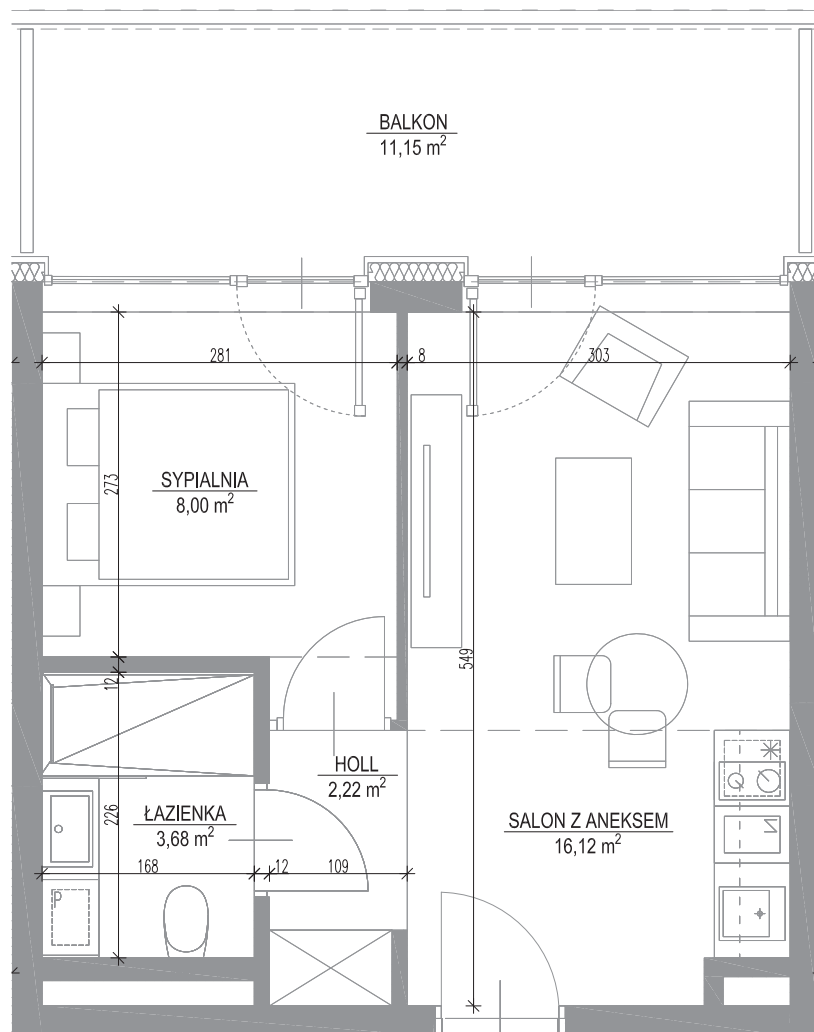 BALKON
11,15 m²
281
8
303
273
SYPIALNIA
8,00 m²
549
12
HOLL
2,22 m²
226
ŁAZIENKA
3,68 m²
SALON Z ANEKSEM
16,12 m²
168
12
109
P